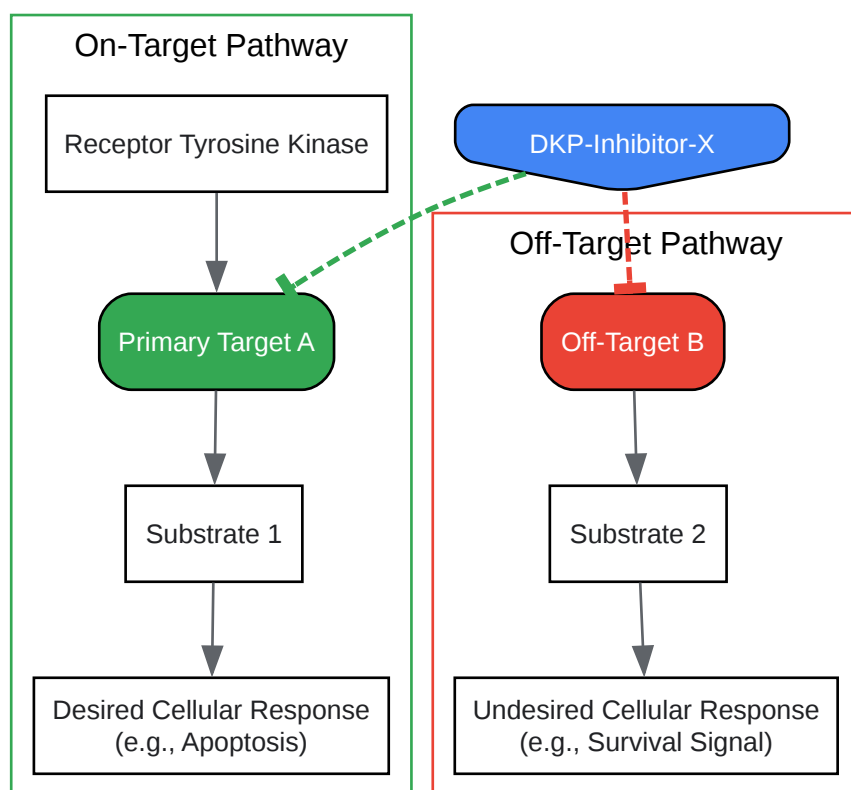 On-Target Pathway
Receptor Tyrosine Kinase
DKP-Inhibitor-X
Off-Target Pathway
Primary Target A
Off-Target B
Substrate 1
Substrate 2
Desired Cellular Response
(e.g., Apoptosis)
Undesired Cellular Response
(e.g., Survival Signal)